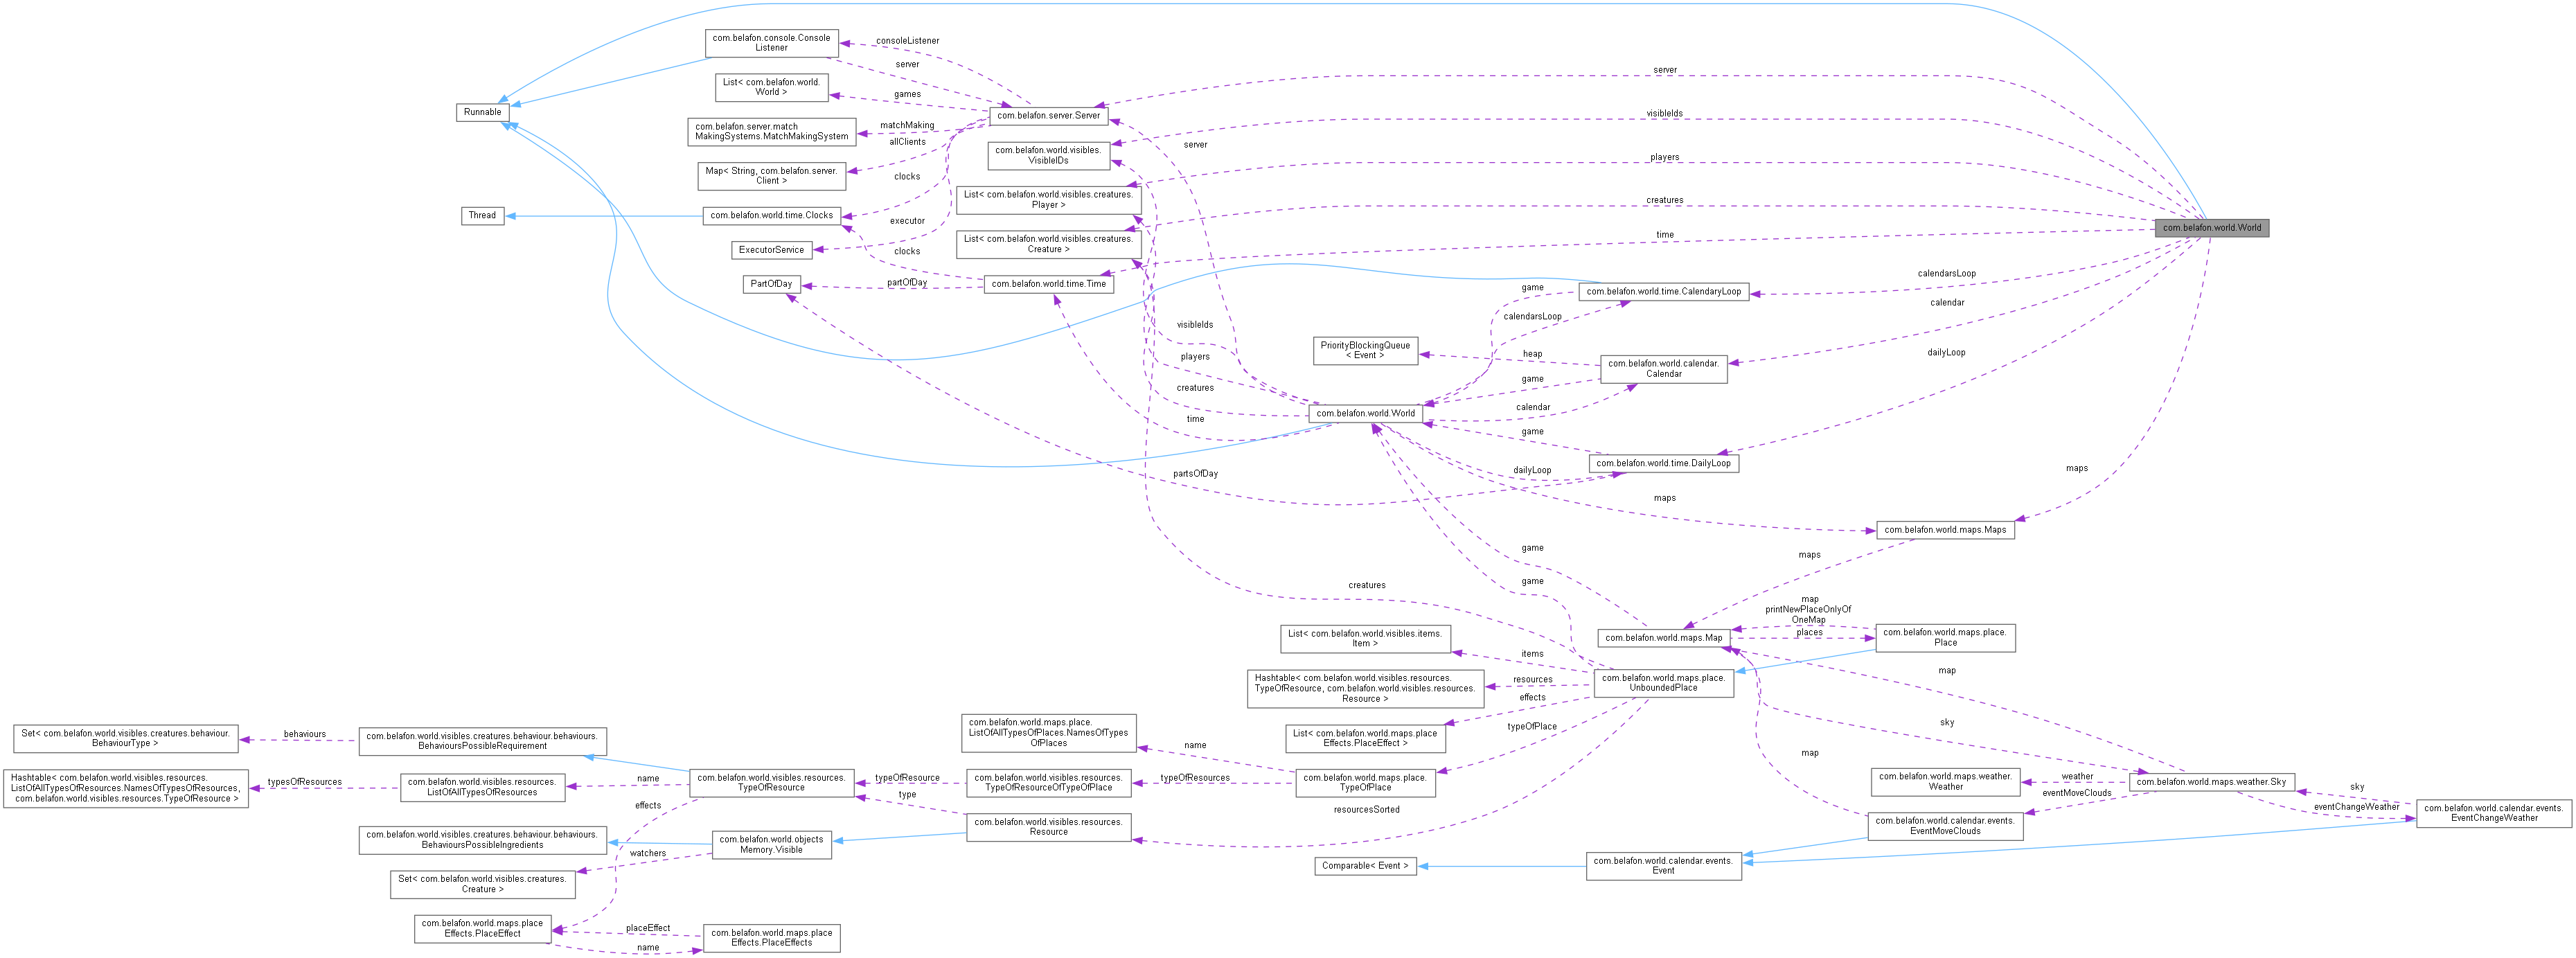 com.belafon.console.Console
Listener
consoleListener
server
List< com.belafon.world.
World >
games
Runnable
com.belafon.server.Server
server
com.belafon.server.match
MakingSystems.MatchMakingSystem
matchMaking
allClients
com.belafon.world.visibles.
VisibleIDs
visibleIds
server
Map< String, com.belafon.server.
Client >
clocks
players
List< com.belafon.world.visibles.creatures.
Player >
Thread
com.belafon.world.time.Clocks
executor
creatures
com.belafon.world.World
ExecutorService
clocks
List< com.belafon.world.visibles.creatures.
Creature >
time
PartOfDay
partOfDay
com.belafon.world.time.Time
game
com.belafon.world.time.CalendaryLoop
calendarsLoop
calendarsLoop
calendar
visibleIds
players
creatures
time
PriorityBlockingQueue
< Event >
heap
com.belafon.world.calendar.
Calendar
game
calendar
dailyLoop
com.belafon.world.World
game
com.belafon.world.time.DailyLoop
dailyLoop
partsOfDay
maps
maps
com.belafon.world.maps.Maps
game
maps
game
creatures
map
printNewPlaceOnlyOf
OneMap
places
com.belafon.world.maps.Map
com.belafon.world.maps.place.
Place
List< com.belafon.world.visibles.items.
Item >
items
Hashtable< com.belafon.world.visibles.resources.
TypeOfResource, com.belafon.world.visibles.resources.
Resource >
resources
com.belafon.world.maps.place.
UnboundedPlace
map
effects
List< com.belafon.world.maps.place
Effects.PlaceEffect >
typeOfPlace
sky
Set< com.belafon.world.visibles.creatures.behaviour.
BehaviourType >
behaviours
com.belafon.world.visibles.creatures.behaviour.behaviours.
BehavioursPossibleRequirement
com.belafon.world.maps.place.
ListOfAllTypesOfPlaces.NamesOfTypes
OfPlaces
name
map
Hashtable< com.belafon.world.visibles.resources.
ListOfAllTypesOfResources.NamesOfTypesOfResources,
com.belafon.world.visibles.resources.TypeOfResource >
typesOfResources
com.belafon.world.visibles.resources.
ListOfAllTypesOfResources
name
com.belafon.world.visibles.resources.
TypeOfResource
typeOfResource
com.belafon.world.visibles.resources.
TypeOfResourceOfTypeOfPlace
typeOfResources
com.belafon.world.maps.place.
TypeOfPlace
com.belafon.world.maps.weather.
Weather
weather
com.belafon.world.maps.weather.Sky
eventMoveClouds
sky
eventChangeWeather
com.belafon.world.calendar.events.
EventChangeWeather
effects
type
resourcesSorted
com.belafon.world.calendar.events.
EventMoveClouds
com.belafon.world.visibles.creatures.behaviour.behaviours.
BehavioursPossibleIngredients
com.belafon.world.objects
Memory.Visible
com.belafon.world.visibles.resources.
Resource
watchers
Comparable< Event >
com.belafon.world.calendar.events.
Event
Set< com.belafon.world.visibles.creatures.
Creature >
com.belafon.world.maps.place
Effects.PlaceEffect
placeEffect
name
com.belafon.world.maps.place
Effects.PlaceEffects